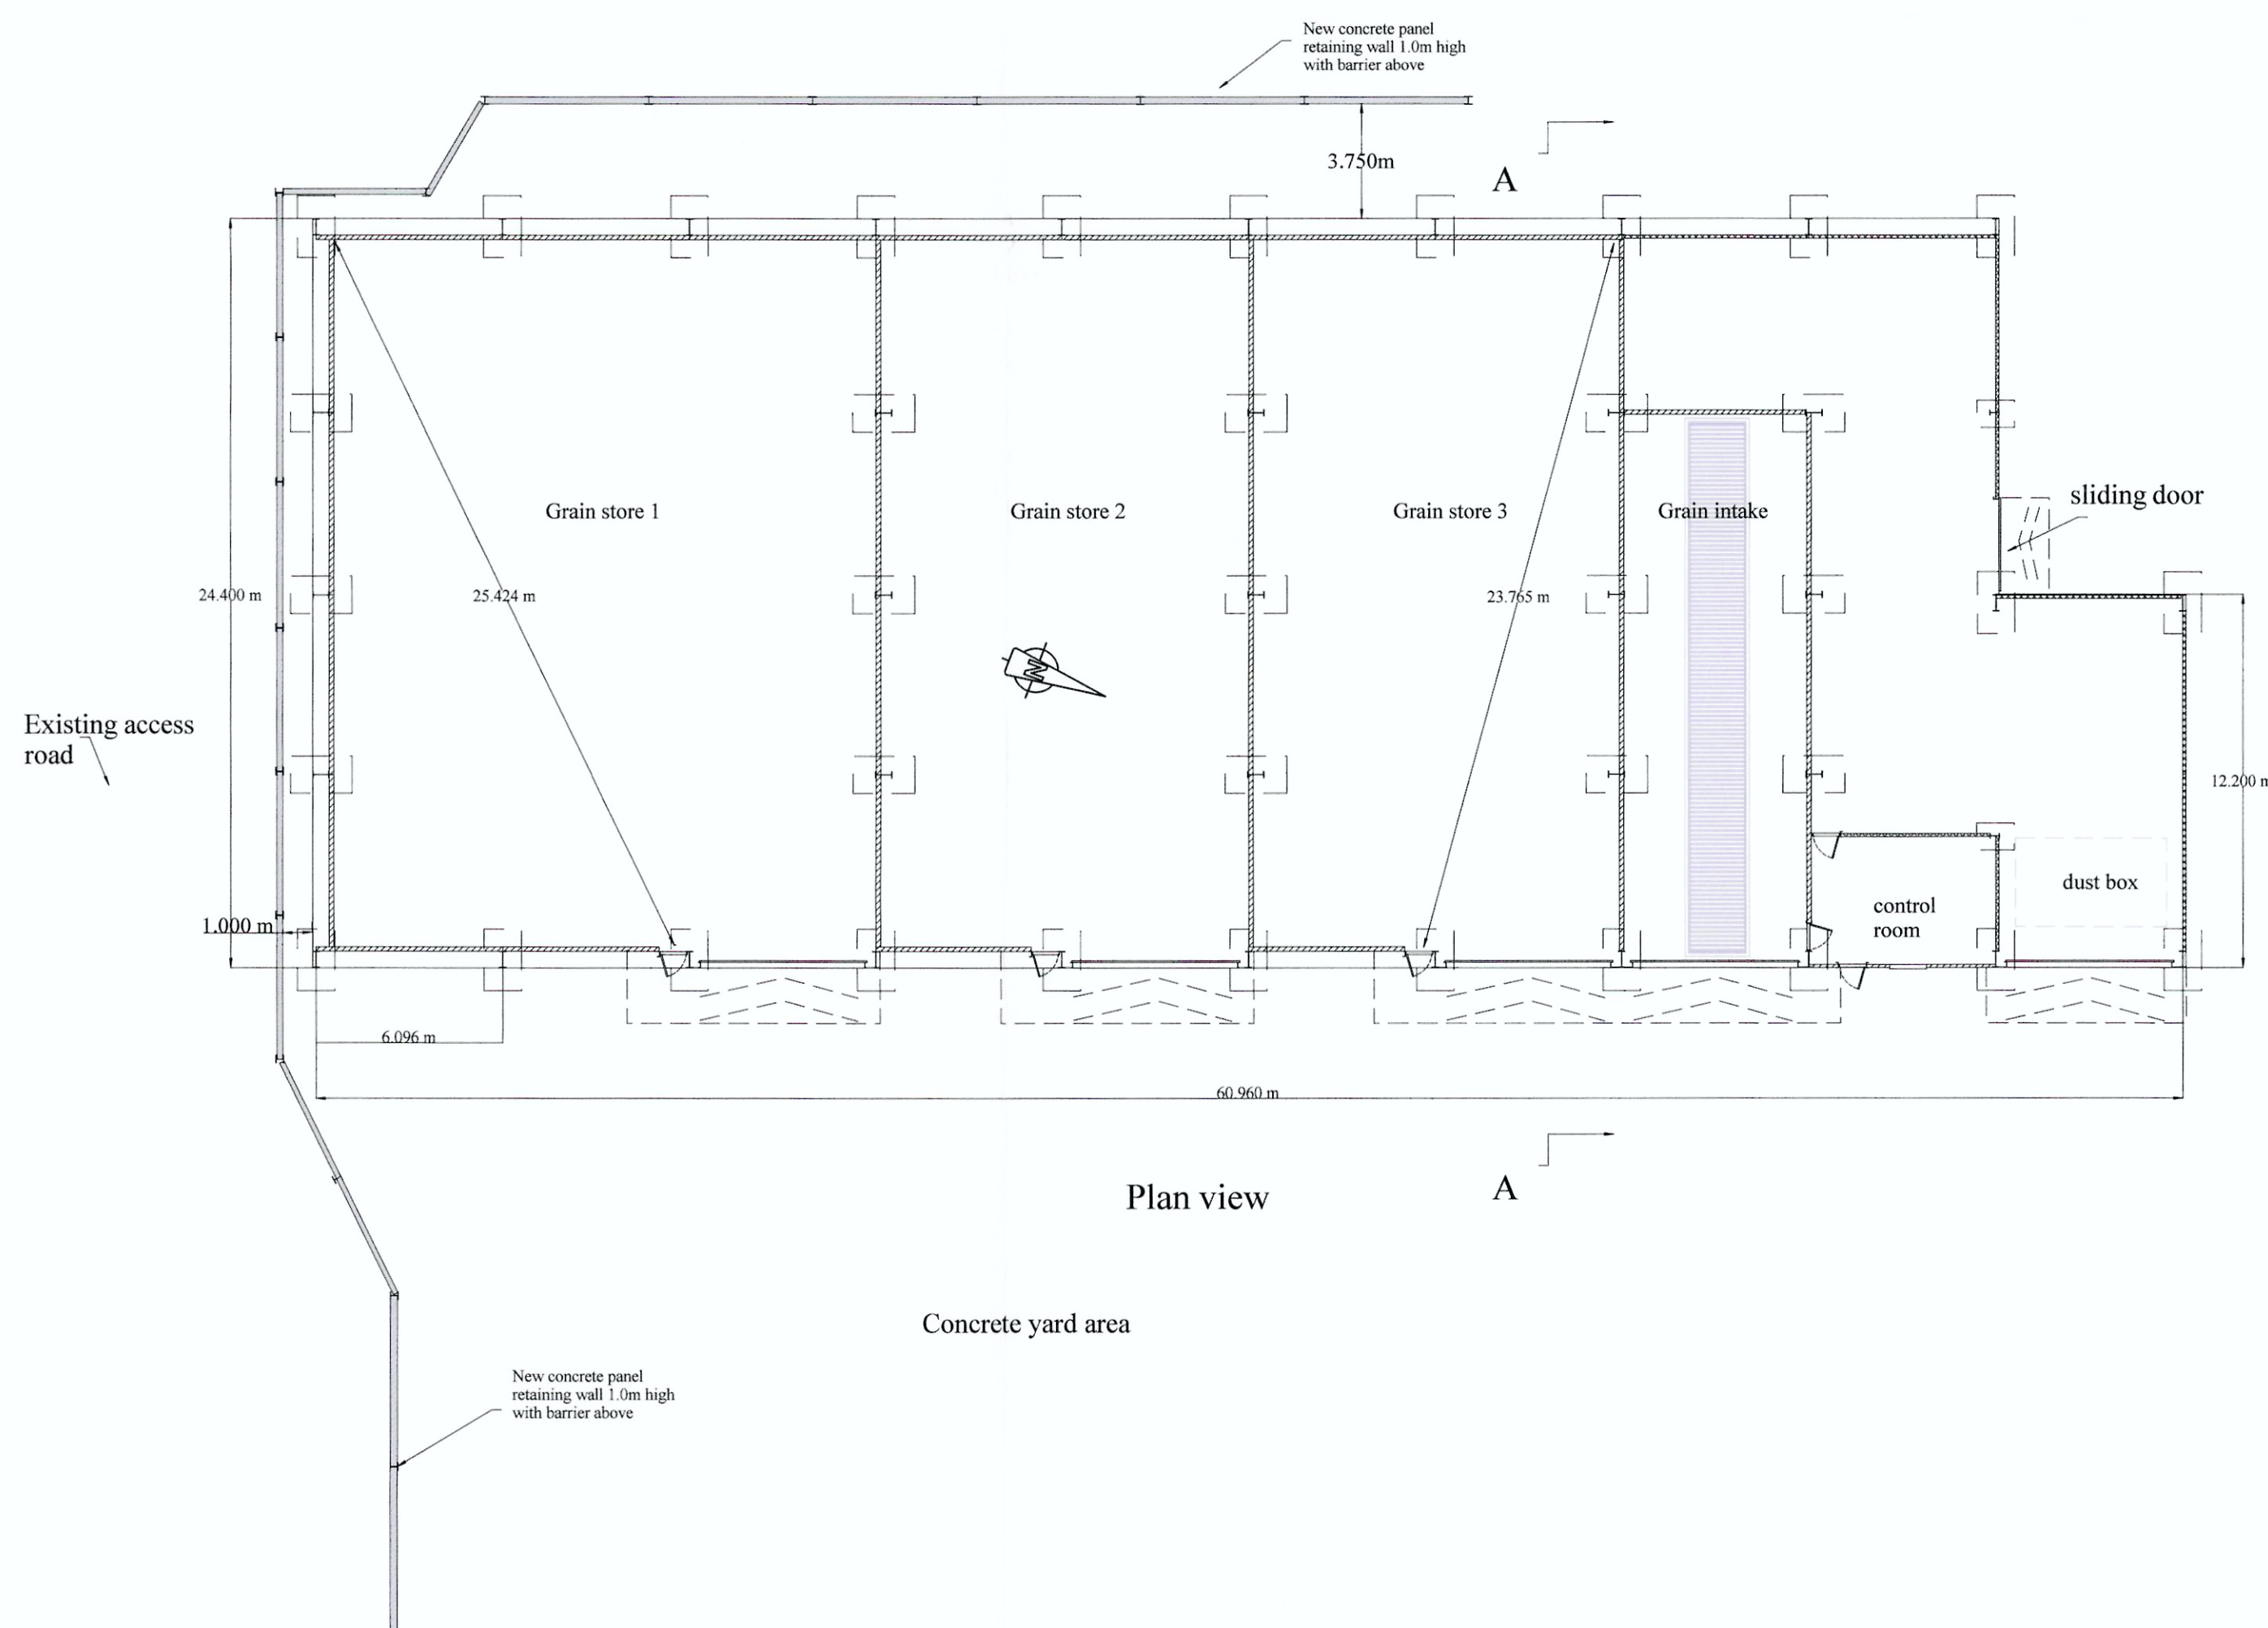 New concrete panel
retaining wall 1.0m high
with barrier above
3.750m
A
sliding door
Grain store 1
Grain store 2
Grain store 3
Grain intake
24.400 m
25.424 m
23.765 m
N
Existing access
road
12.200 m
dust box
control
room
1.000 m
6.096 m
60.960 m
Plan view
A
Concrete yard area
New concrete panel
retaining wall 1.0m high
with barrier above